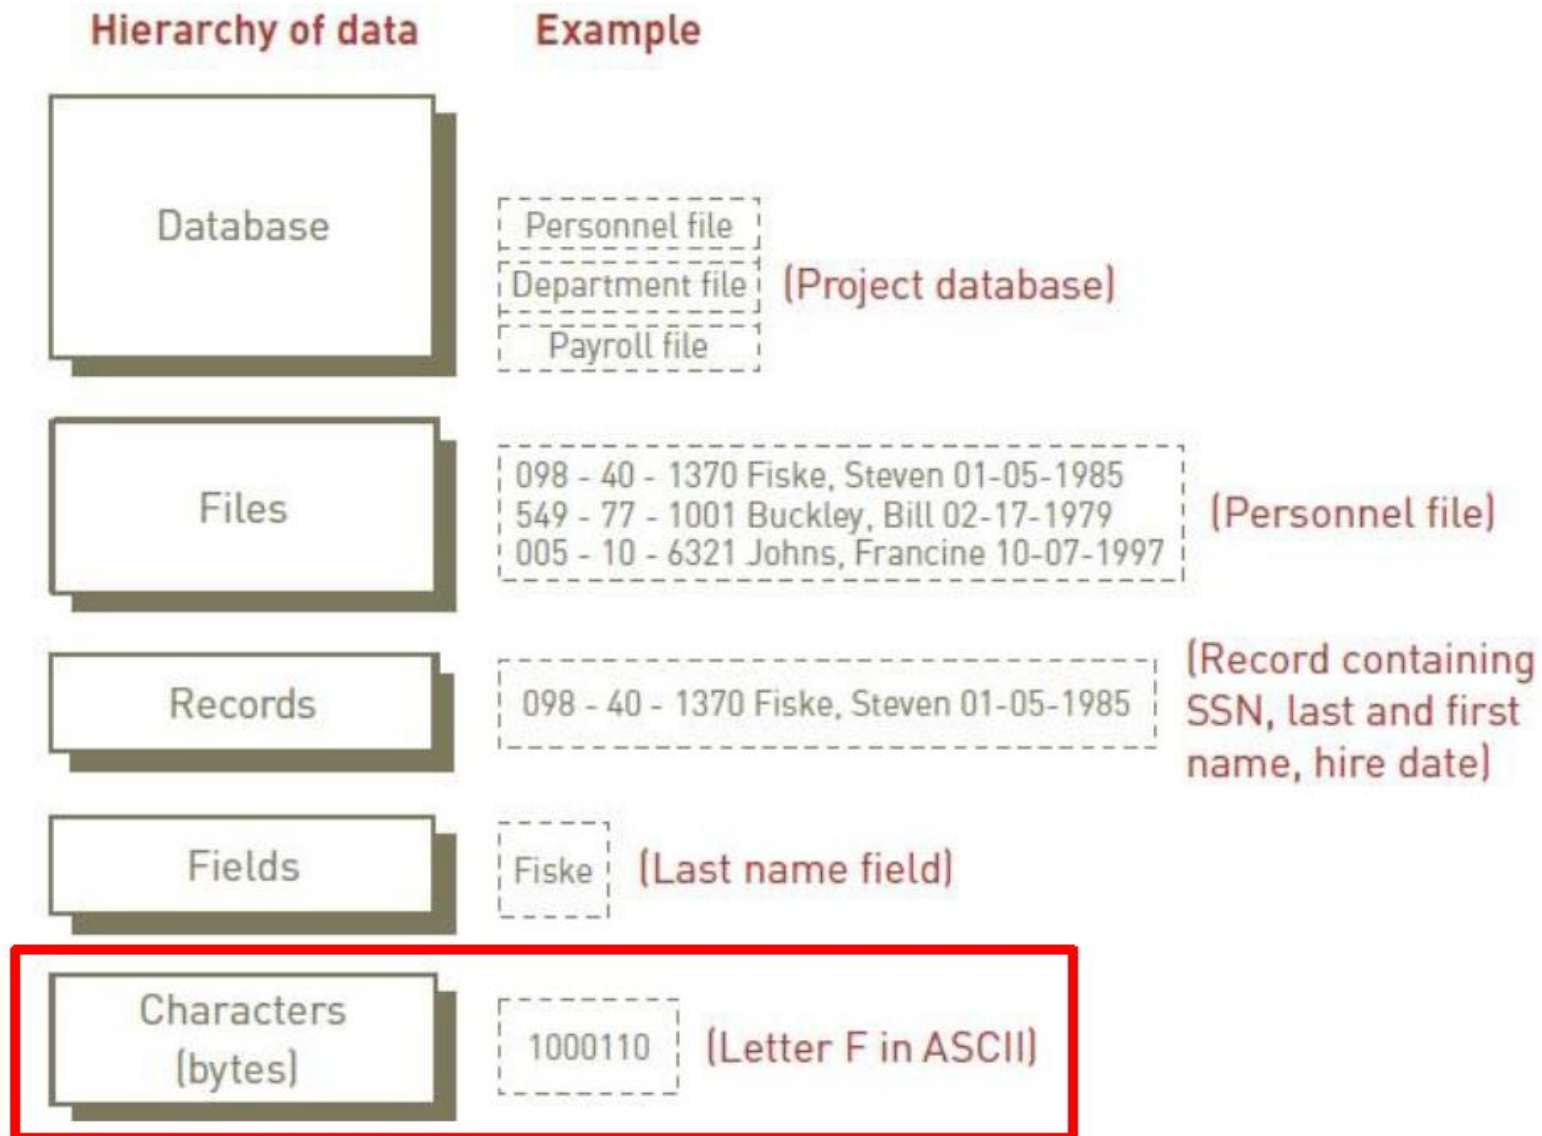 Hierarchy of data
Example
Database
Personnel file
Department file
Payroll file
(Project database)
Files
098 - 40 - 1370 Fiske, Steven 01-05-1985
549 - 77 - 1001 Buckley, Bill 02-17-1979
005 - 10 - 6321 Johns, Francine 10-07-1997
(Personnel file)
Records
098 - 40 - 1370 Fiske, Steven 01-05-1985
(Record containing
SSN, last and first
name, hire date)
Fields
Fiske
(Last name field)
Characters
(bytes)
1000110
(Letter F in ASCII)